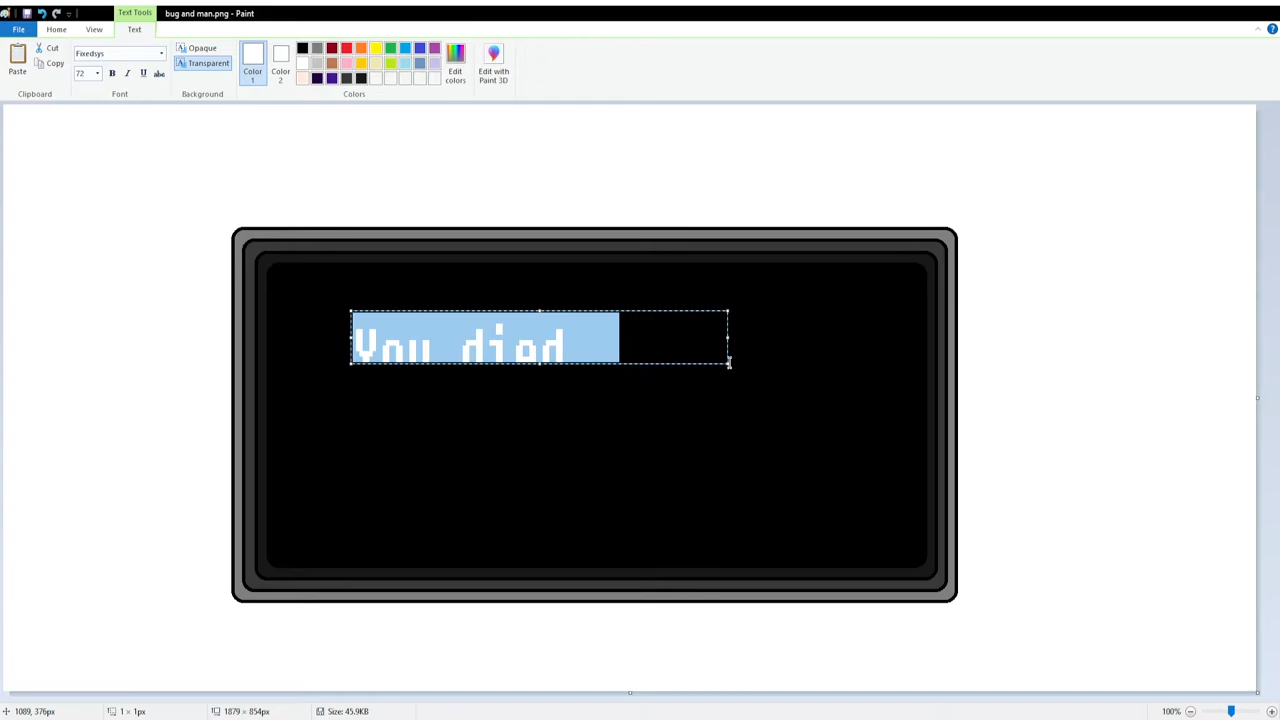 Text Tools
bug and man.png - Paint
File
Home
View
Text
Paste
Cut
Copy
Clipboard
Fixedsys
72
B I U abc
Font
Opaque
Transparent
Background
Color 1
Color 2
Edit colors
Edit with Paint 3D
Colors
You died
1089, 376px
1 × 1px
1879 × 854px
Size: 45.9KB
100%